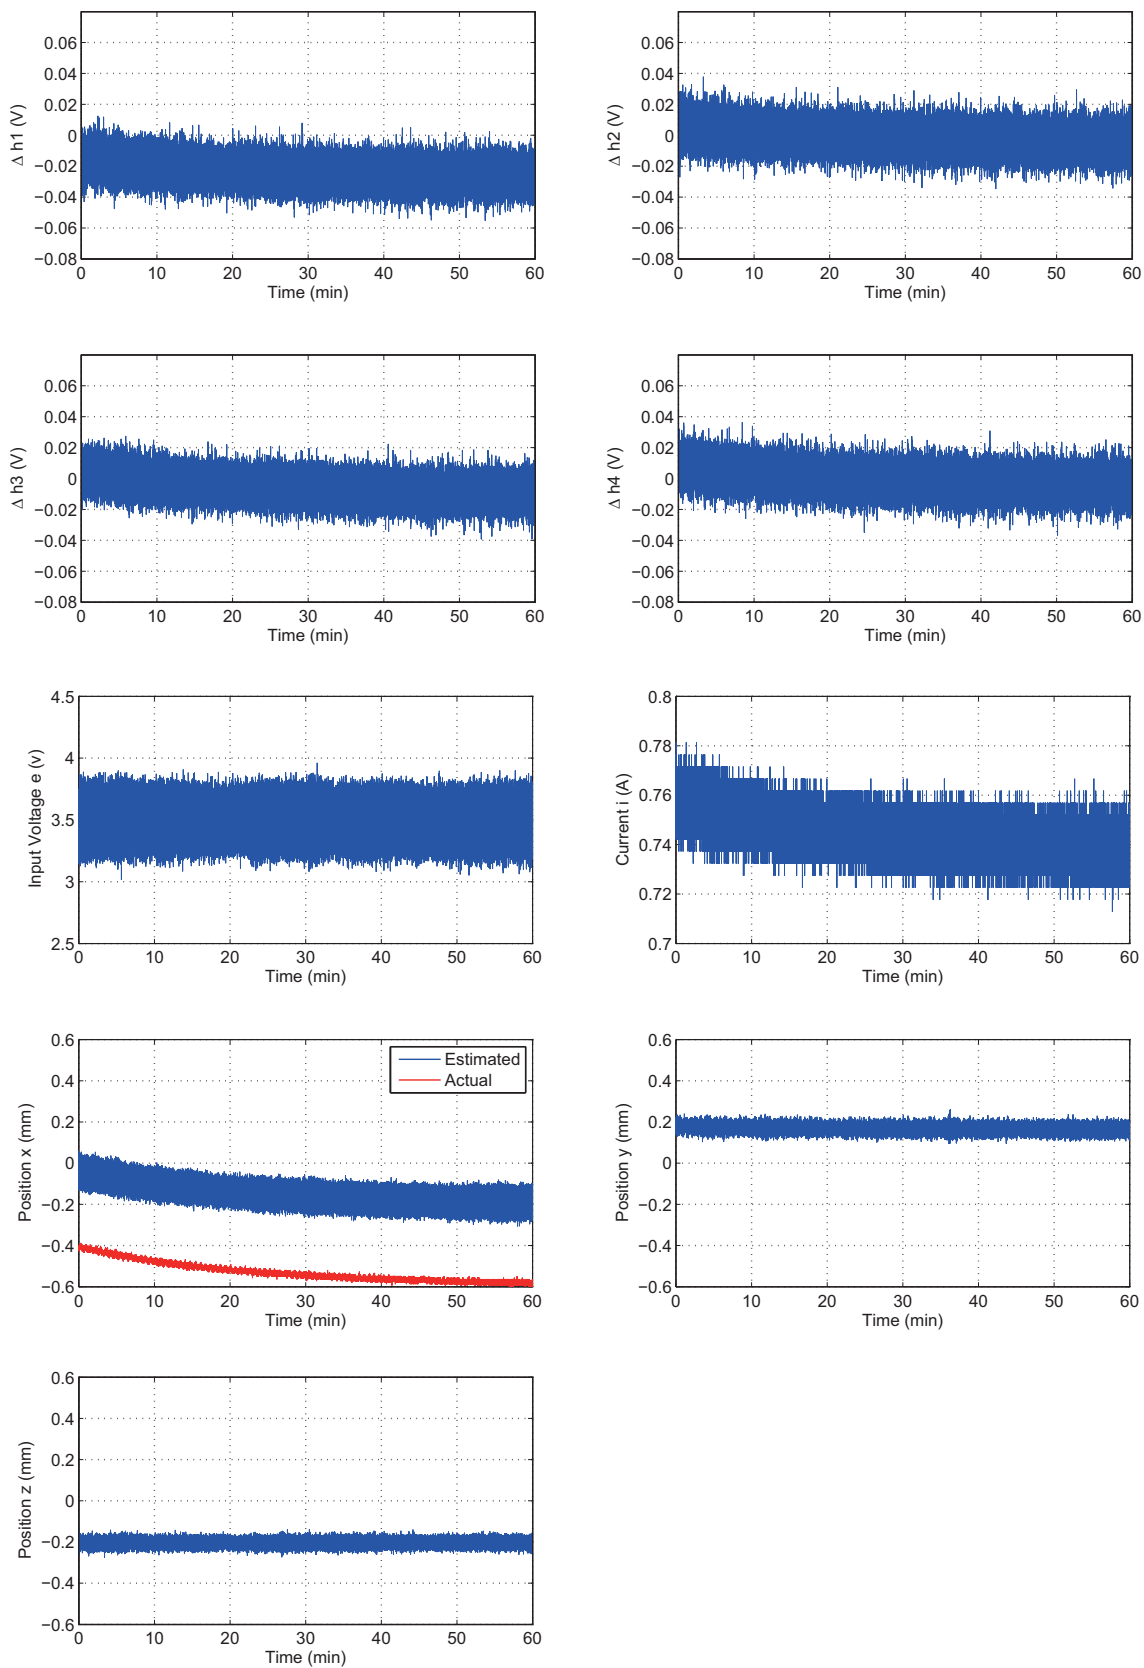 0.06
0.04
0.02
0
−0.02
−0.04
−0.06
−0.08
Δ h1 (V)
0 10 20 30 40 50 60
Time (min)
0.06
0.04
0.02
0
−0.02
−0.04
−0.06
−0.08
Δ h2 (V)
0 10 20 30 40 50 60
Time (min)
0.06
0.04
0.02
0
−0.02
−0.04
−0.06
−0.08
Δ h3 (V)
0 10 20 30 40 50 60
Time (min)
0.06
0.04
0.02
0
−0.02
−0.04
−0.06
−0.08
Δ h4 (V)
0 10 20 30 40 50 60
Time (min)
4.5
4
3.5
3
2.5
Input Voltage e (v)
0 10 20 30 40 50 60
Time (min)
0.8
0.78
0.76
0.74
0.72
0.7
Current i (A)
0 10 20 30 40 50 60
Time (min)
0.6
0.4
0.2
0
−0.2
−0.4
−0.6
Position x (mm)
Estimated
Actual
0 10 20 30 40 50 60
Time (min)
0.6
0.4
0.2
0
−0.2
−0.4
−0.6
Position y (mm)
0 10 20 30 40 50 60
Time (min)
0.6
0.4
0.2
0
−0.2
−0.4
−0.6
Position z (mm)
0 10 20 30 40 50 60
Time (min)